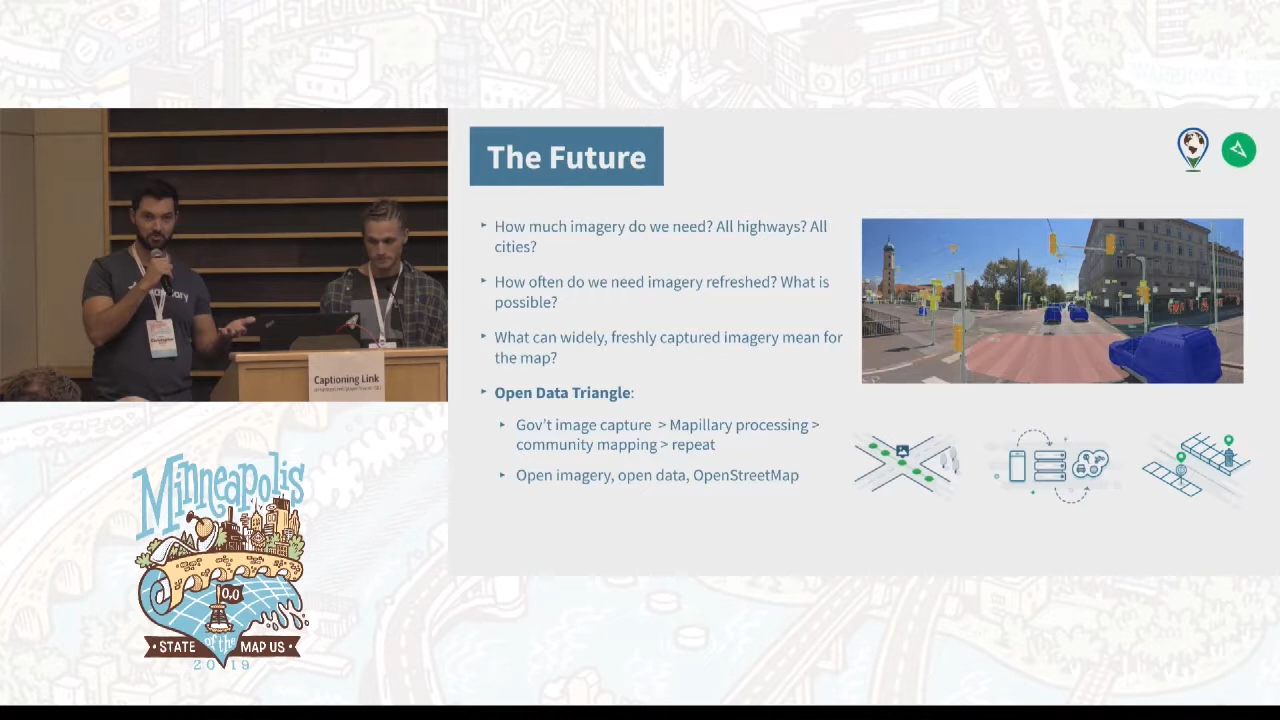 The Future
How much imagery do we need? All highways? All
cities?
How often do we need imagery refreshed? What is
possible?
What can widely, freshly captured imagery mean for
the map?
Open Data Triangle:
Gov’t image capture > Mapillary processing >
community mapping > repeat
Open imagery, open data, OpenStreetMap
Captioning Link
Minneapolis
0,0
STATE of the MAP US
2019